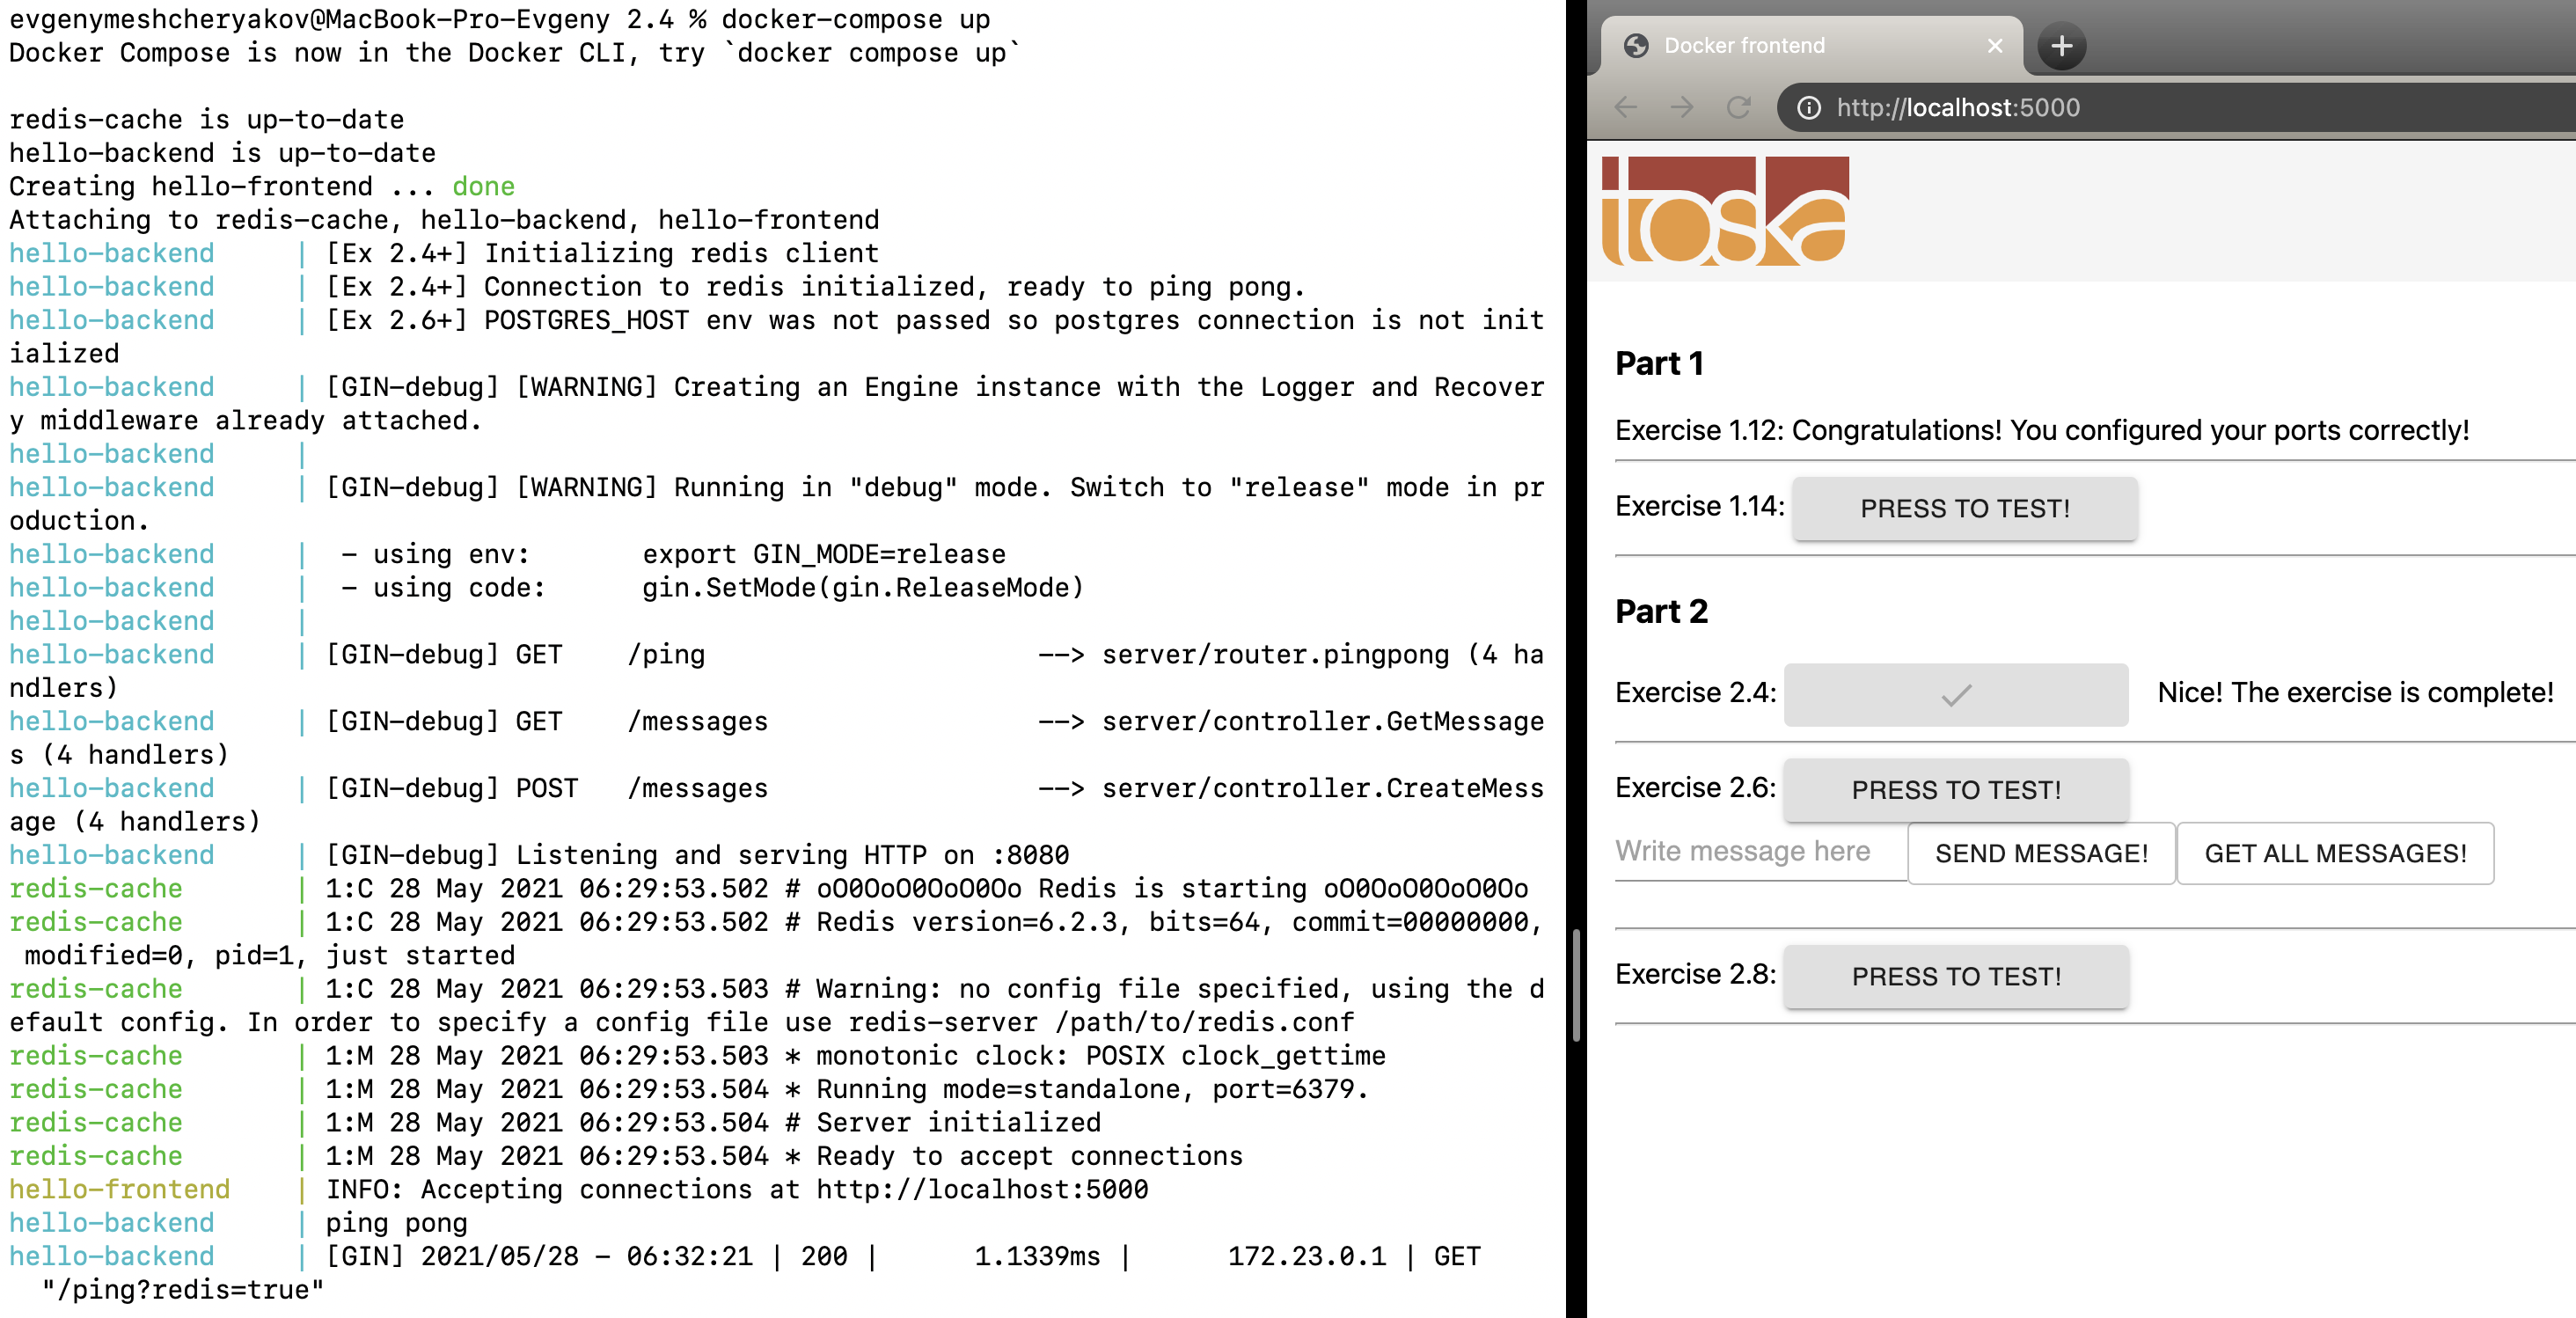 evgenymeshcheryakov@MacBook-Pro-Evgeny 2.4 % docker-compose up
Docker Compose is now in the Docker CLI, try `docker compose up`
redis-cache is up-to-date
hello-backend is up-to-date
Creating hello-frontend ... done
Attaching to redis-cache, hello-backend, hello-frontend
hello-backend | [Ex 2.4+] Initializing redis client
hello-backend | [Ex 2.4+] Connection to redis initialized, ready to ping pong.
hello-backend | [Ex 2.6+] POSTGRES_HOST env was not passed so postgres connection is not init
ialized
hello-backend | [GIN-debug] [WARNING] Creating an Engine instance with the Logger and Recover
y middleware already attached.
hello-backend |
hello-backend | [GIN-debug] [WARNING] Running in "debug" mode. Switch to "release" mode in pr
oduction.
hello-backend | - using env: export GIN_MODE=release
hello-backend | - using code: gin.SetMode(gin.ReleaseMode)
hello-backend |
hello-backend | [GIN-debug] GET /ping --> server/router.pingpong (4 ha
ndlers)
hello-backend | [GIN-debug] GET /messages --> server/controller.GetMessage
s (4 handlers)
hello-backend | [GIN-debug] POST /messages --> server/controller.CreateMess
age (4 handlers)
hello-backend | [GIN-debug] Listening and serving HTTP on :8080
redis-cache | 1:C 28 May 2021 06:29:53.502 # oO0OoO0OoO0Oo Redis is starting oO0OoO0OoO0Oo
redis-cache | 1:C 28 May 2021 06:29:53.502 # Redis version=6.2.3, bits=64, commit=00000000,
modified=0, pid=1, just started
redis-cache | 1:C 28 May 2021 06:29:53.503 # Warning: no config file specified, using the d
efault config. In order to specify a config file use redis-server /path/to/redis.conf
redis-cache | 1:M 28 May 2021 06:29:53.503 * monotonic clock: POSIX clock_gettime
redis-cache | 1:M 28 May 2021 06:29:53.504 * Running mode=standalone, port=6379.
redis-cache | 1:M 28 May 2021 06:29:53.504 # Server initialized
redis-cache | 1:M 28 May 2021 06:29:53.504 * Ready to accept connections
hello-frontend | INFO: Accepting connections at http://localhost:5000
hello-backend | ping pong
hello-backend | [GIN] 2021/05/28 - 06:32:21 | 200 | 1.1339ms | 172.23.0.1 | GET
"/ping?redis=true"
Docker frontend
http://localhost:5000
toska
Part 1
Exercise 1.12: Congratulations! You configured your ports correctly!
Exercise 1.14: PRESS TO TEST!
Part 2
Exercise 2.4: Nice! The exercise is complete!
Exercise 2.6: PRESS TO TEST!
Write message here SEND MESSAGE! GET ALL MESSAGES!
Exercise 2.8: PRESS TO TEST!